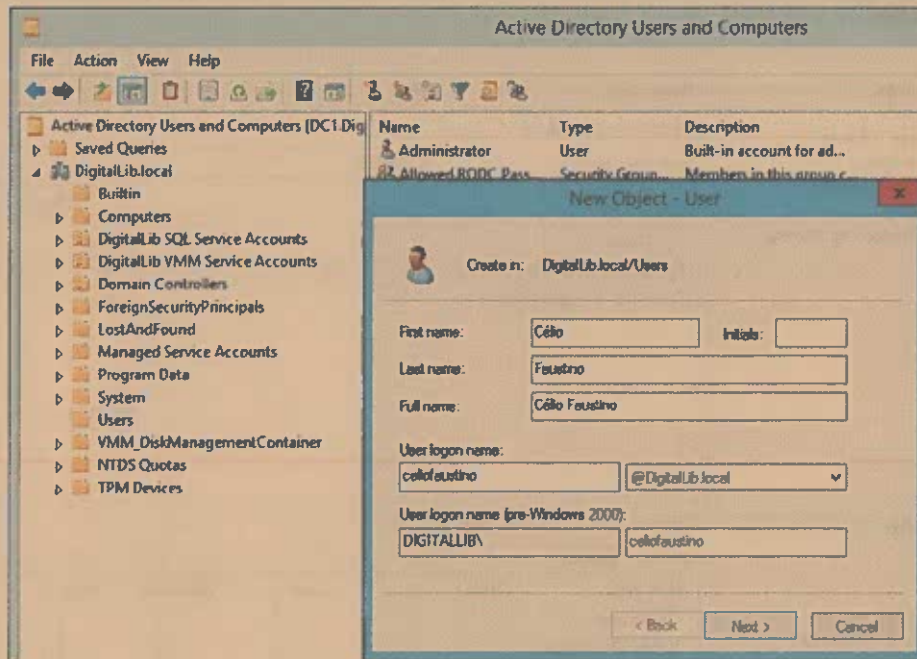 Active Directory Users and Computers
File Action View Help
Active Directory Users and Computers [DC1.Dig
Saved Queries
DigitalLib.local
Builtin
Computers
DigitalLib SQL Service Accounts
DigitalLib VMM Service Accounts
Domain Controllers
ForeignSecurityPrincipals
LostAndFound
Managed Service Accounts
Program Data
System
Users
VMM_DiskManagementContainer
NTDS Quotas
TPM Devices
Name Type Description
Administrator User Built-in account for ad...
Allowed RODC Pass... Security Group... Members in this group c...
New Object - User
Create in: DigitalLib.local/Users
First name: Célio Initials:
Last name: Faustino
Full name: Célio Faustino
User logon name:
celiofaustino @DigitalLib.local
User logon name (pre-Windows 2000):
DIGITALLIB\ celiofaustino
< Back Next > Cancel